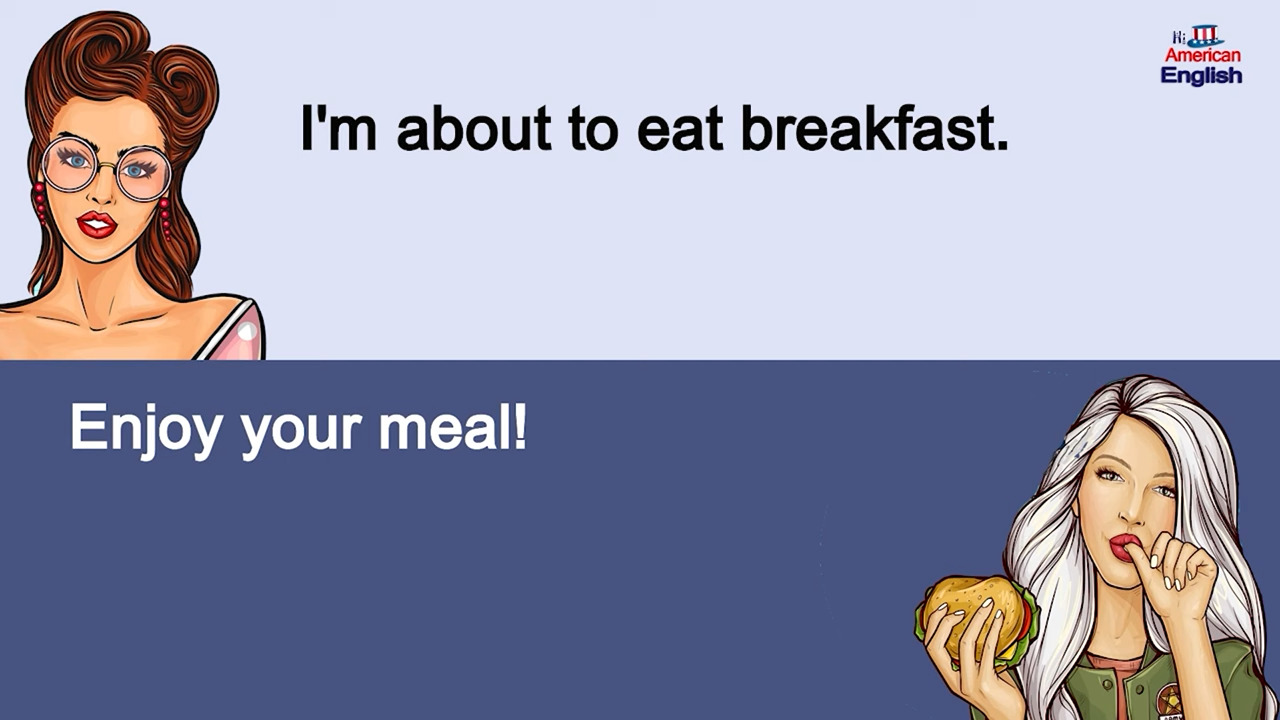 Hi
American
English
I'm about to eat breakfast.
Enjoy your meal!